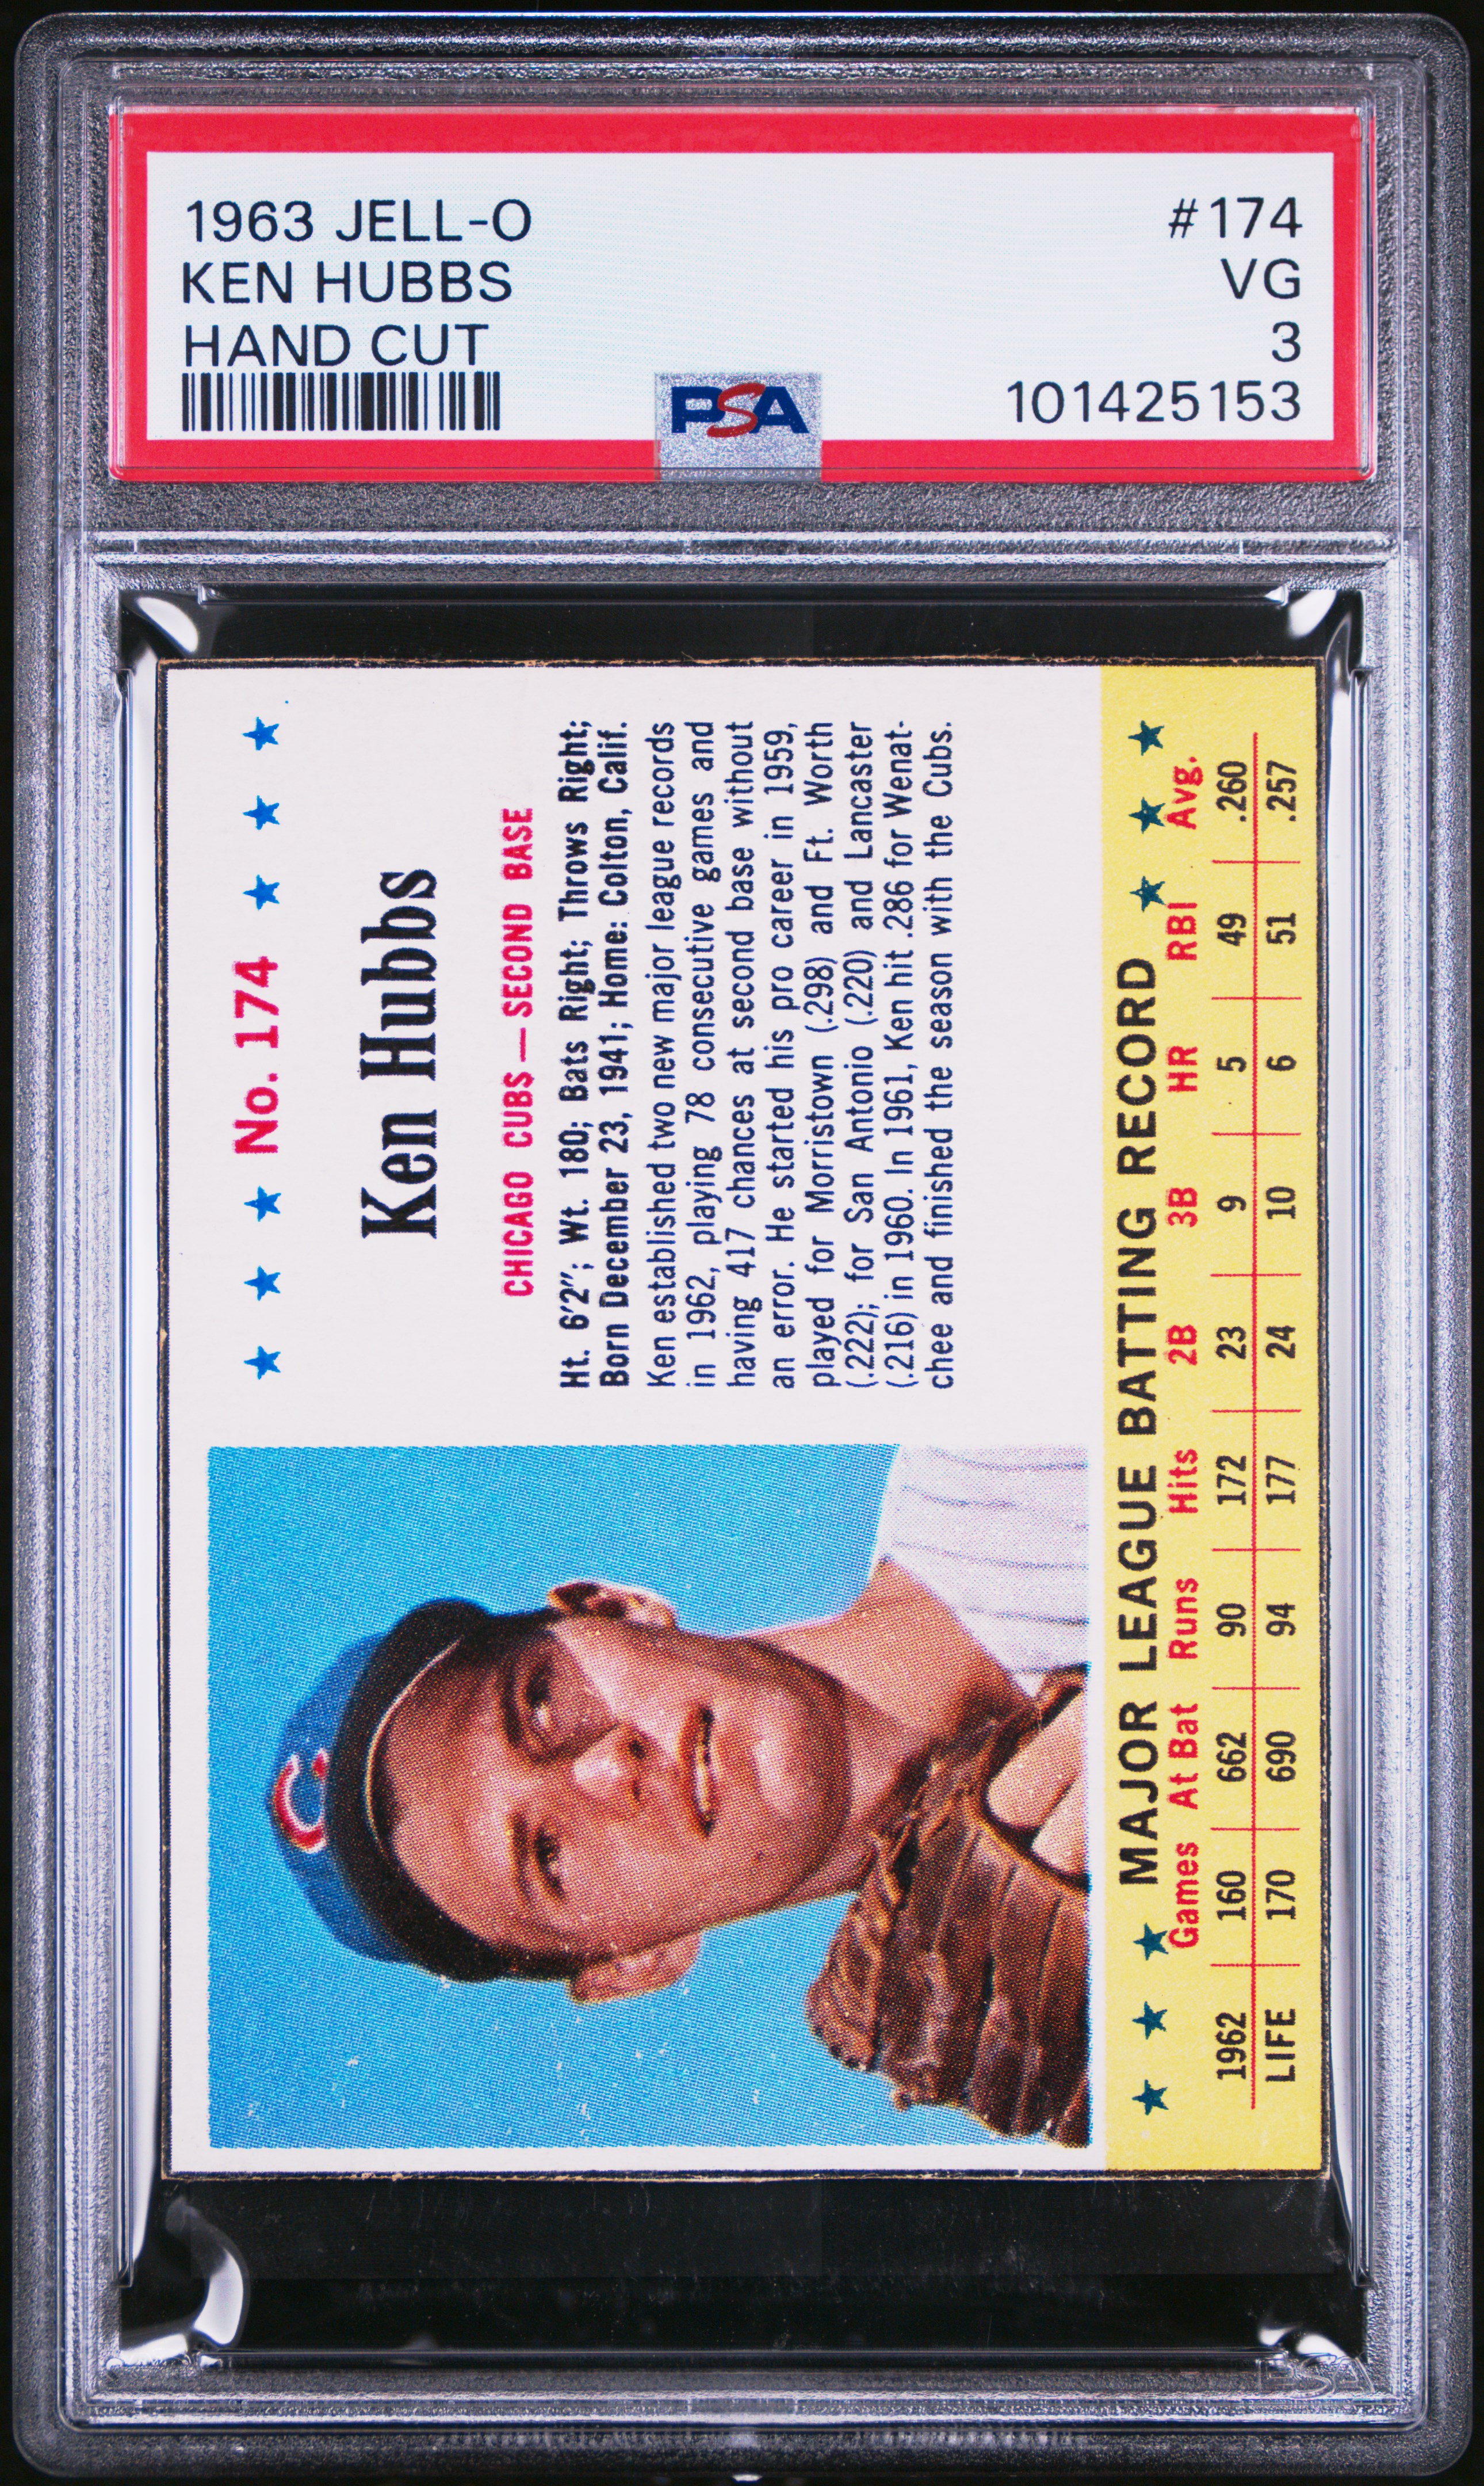 1963 JELL-O #174
KEN HUBBS VG
HAND CUT 3
PSA 101425153
No. 174
Ken Hubbs
CHICAGO CUBS — SECOND BASE
Ht. 6'2"; Wt. 180; Bats Right; Throws Right;
Born December 23, 1941; Home: Colton, Calif.
Ken established two new major league records
in 1962, playing 78 consecutive games and
having 417 chances at second base without
an error. He started his pro career in 1959,
played for Morristown (.298) and Ft. Worth
(.222); for San Antonio (.220) and Lancaster
(.216) in 1960. In 1961, Ken hit .286 for Wenat-
chee and finished the season with the Cubs.
MAJOR LEAGUE BATTING RECORD
Games At Bat Runs Hits 2B 3B HR RBI Avg.
1962 160 662 90 172 23 9 5 49 .260
LIFE 170 690 94 177 24 10 6 51 .257
C
PSA